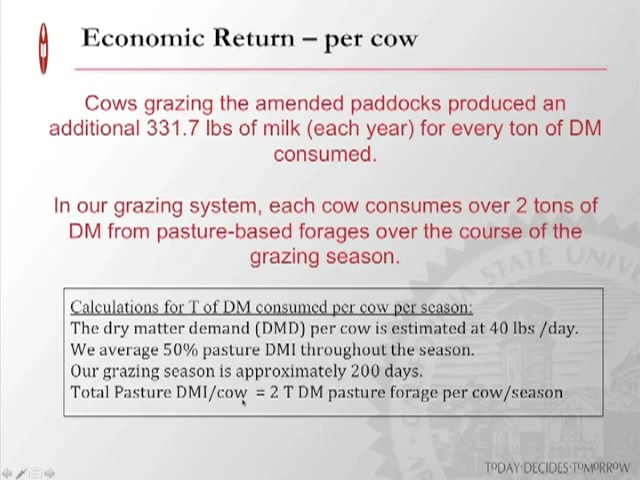 Economic Return – per cow
Cows grazing the amended paddocks produced an
additional 331.7 lbs of milk (each year) for every ton of DM
consumed.
In our grazing system, each cow consumes over 2 tons of
DM from pasture-based forages over the course of the
grazing season.
Calculations for T of DM consumed per cow per season:
The dry matter demand (DMD) per cow is estimated at 40 lbs /day.
We average 50% pasture DMI throughout the season.
Our grazing season is approximately 200 days.
Total Pasture DMI/cow = 2 T DM pasture forage per cow/season
STATE UNIV
TODAY·DECIDES·TOMORROW